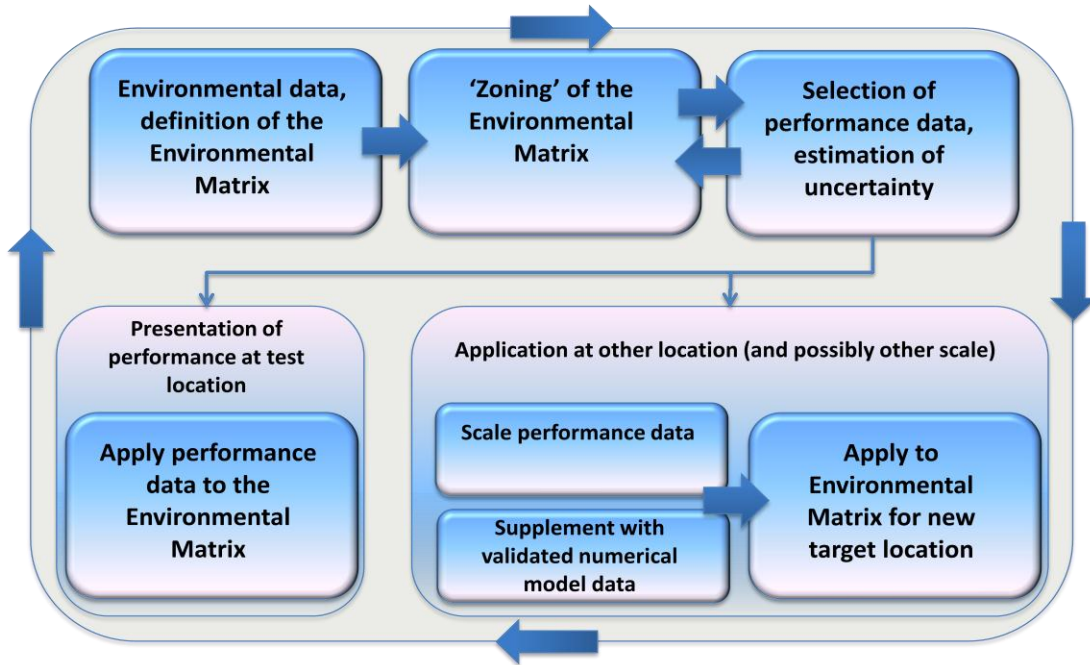 Environmental data,
definition of the
Environmental
Matrix
‘Zoning’ of the
Environmental
Matrix
Selection of
performance data,
estimation of
uncertainty
Presentation of
performance at test
location
Apply performance
data to the
Environmental
Matrix
Application at other location (and possibly other scale)
Scale performance data
Supplement with
validated numerical
model data
Apply to
Environmental
Matrix for new
target location